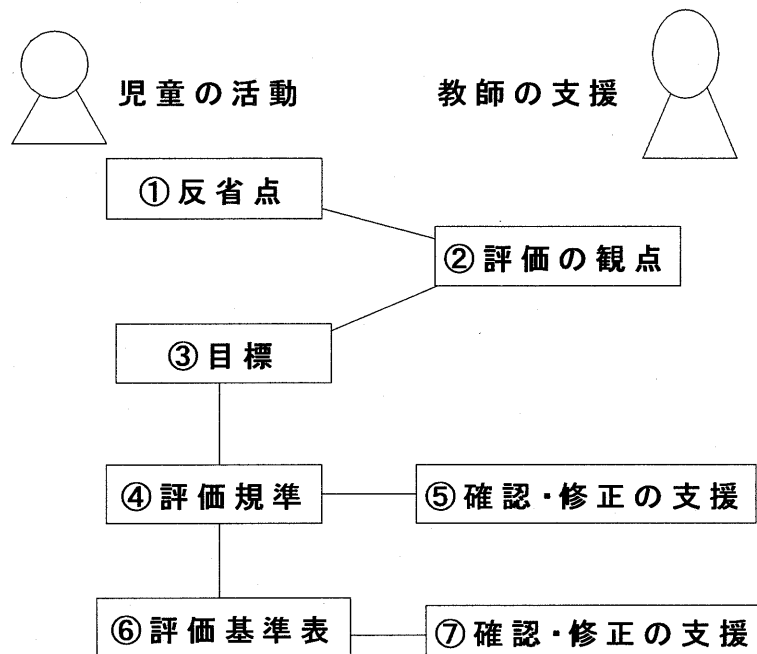 児童の活動
教師の支援
①反省点
②評価の観点
③目標
④評価規準
⑤確認・修正の支援
⑥評価基準表
⑦確認・修正の支援